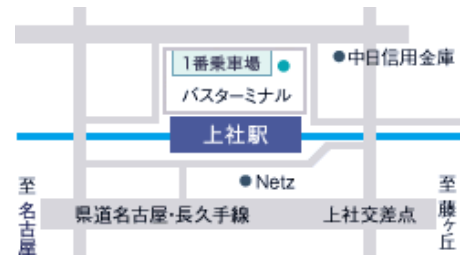 1番乗車場
中日信用金庫
バスターミナル
上社駅
Netz
至名古屋
県道名古屋・長久手線
上社交差点
至藤ヶ丘